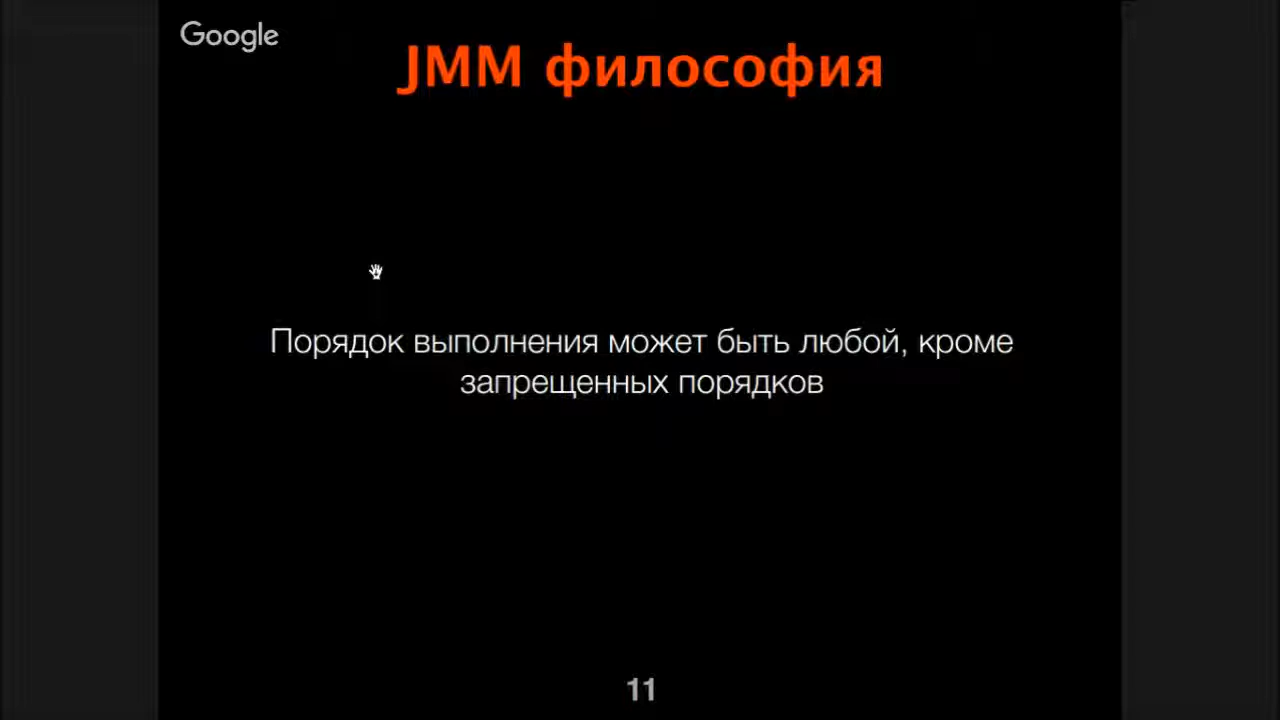 Google
JMM философия
Порядок выполнения может быть любой, кроме
запрещенных порядков
11